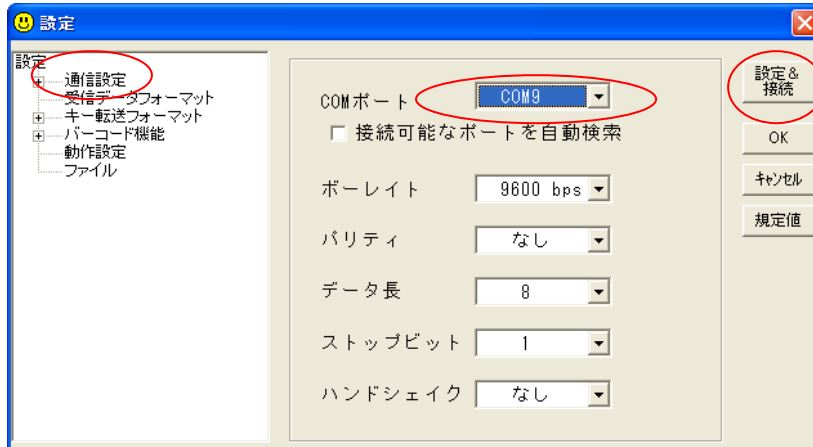 設定
設定
通信設定
受信データフォーマット
キー転送フォーマット
バーコード機能
動作設定
ファイル
COMポート
COM9
接続可能なポートを自動検索
ボーレイト
9600 bps
パリティ
なし
データ長
8
ストップビット
1
ハンドシェイク
なし
設定&
接続
OK
キャンセル
規定値